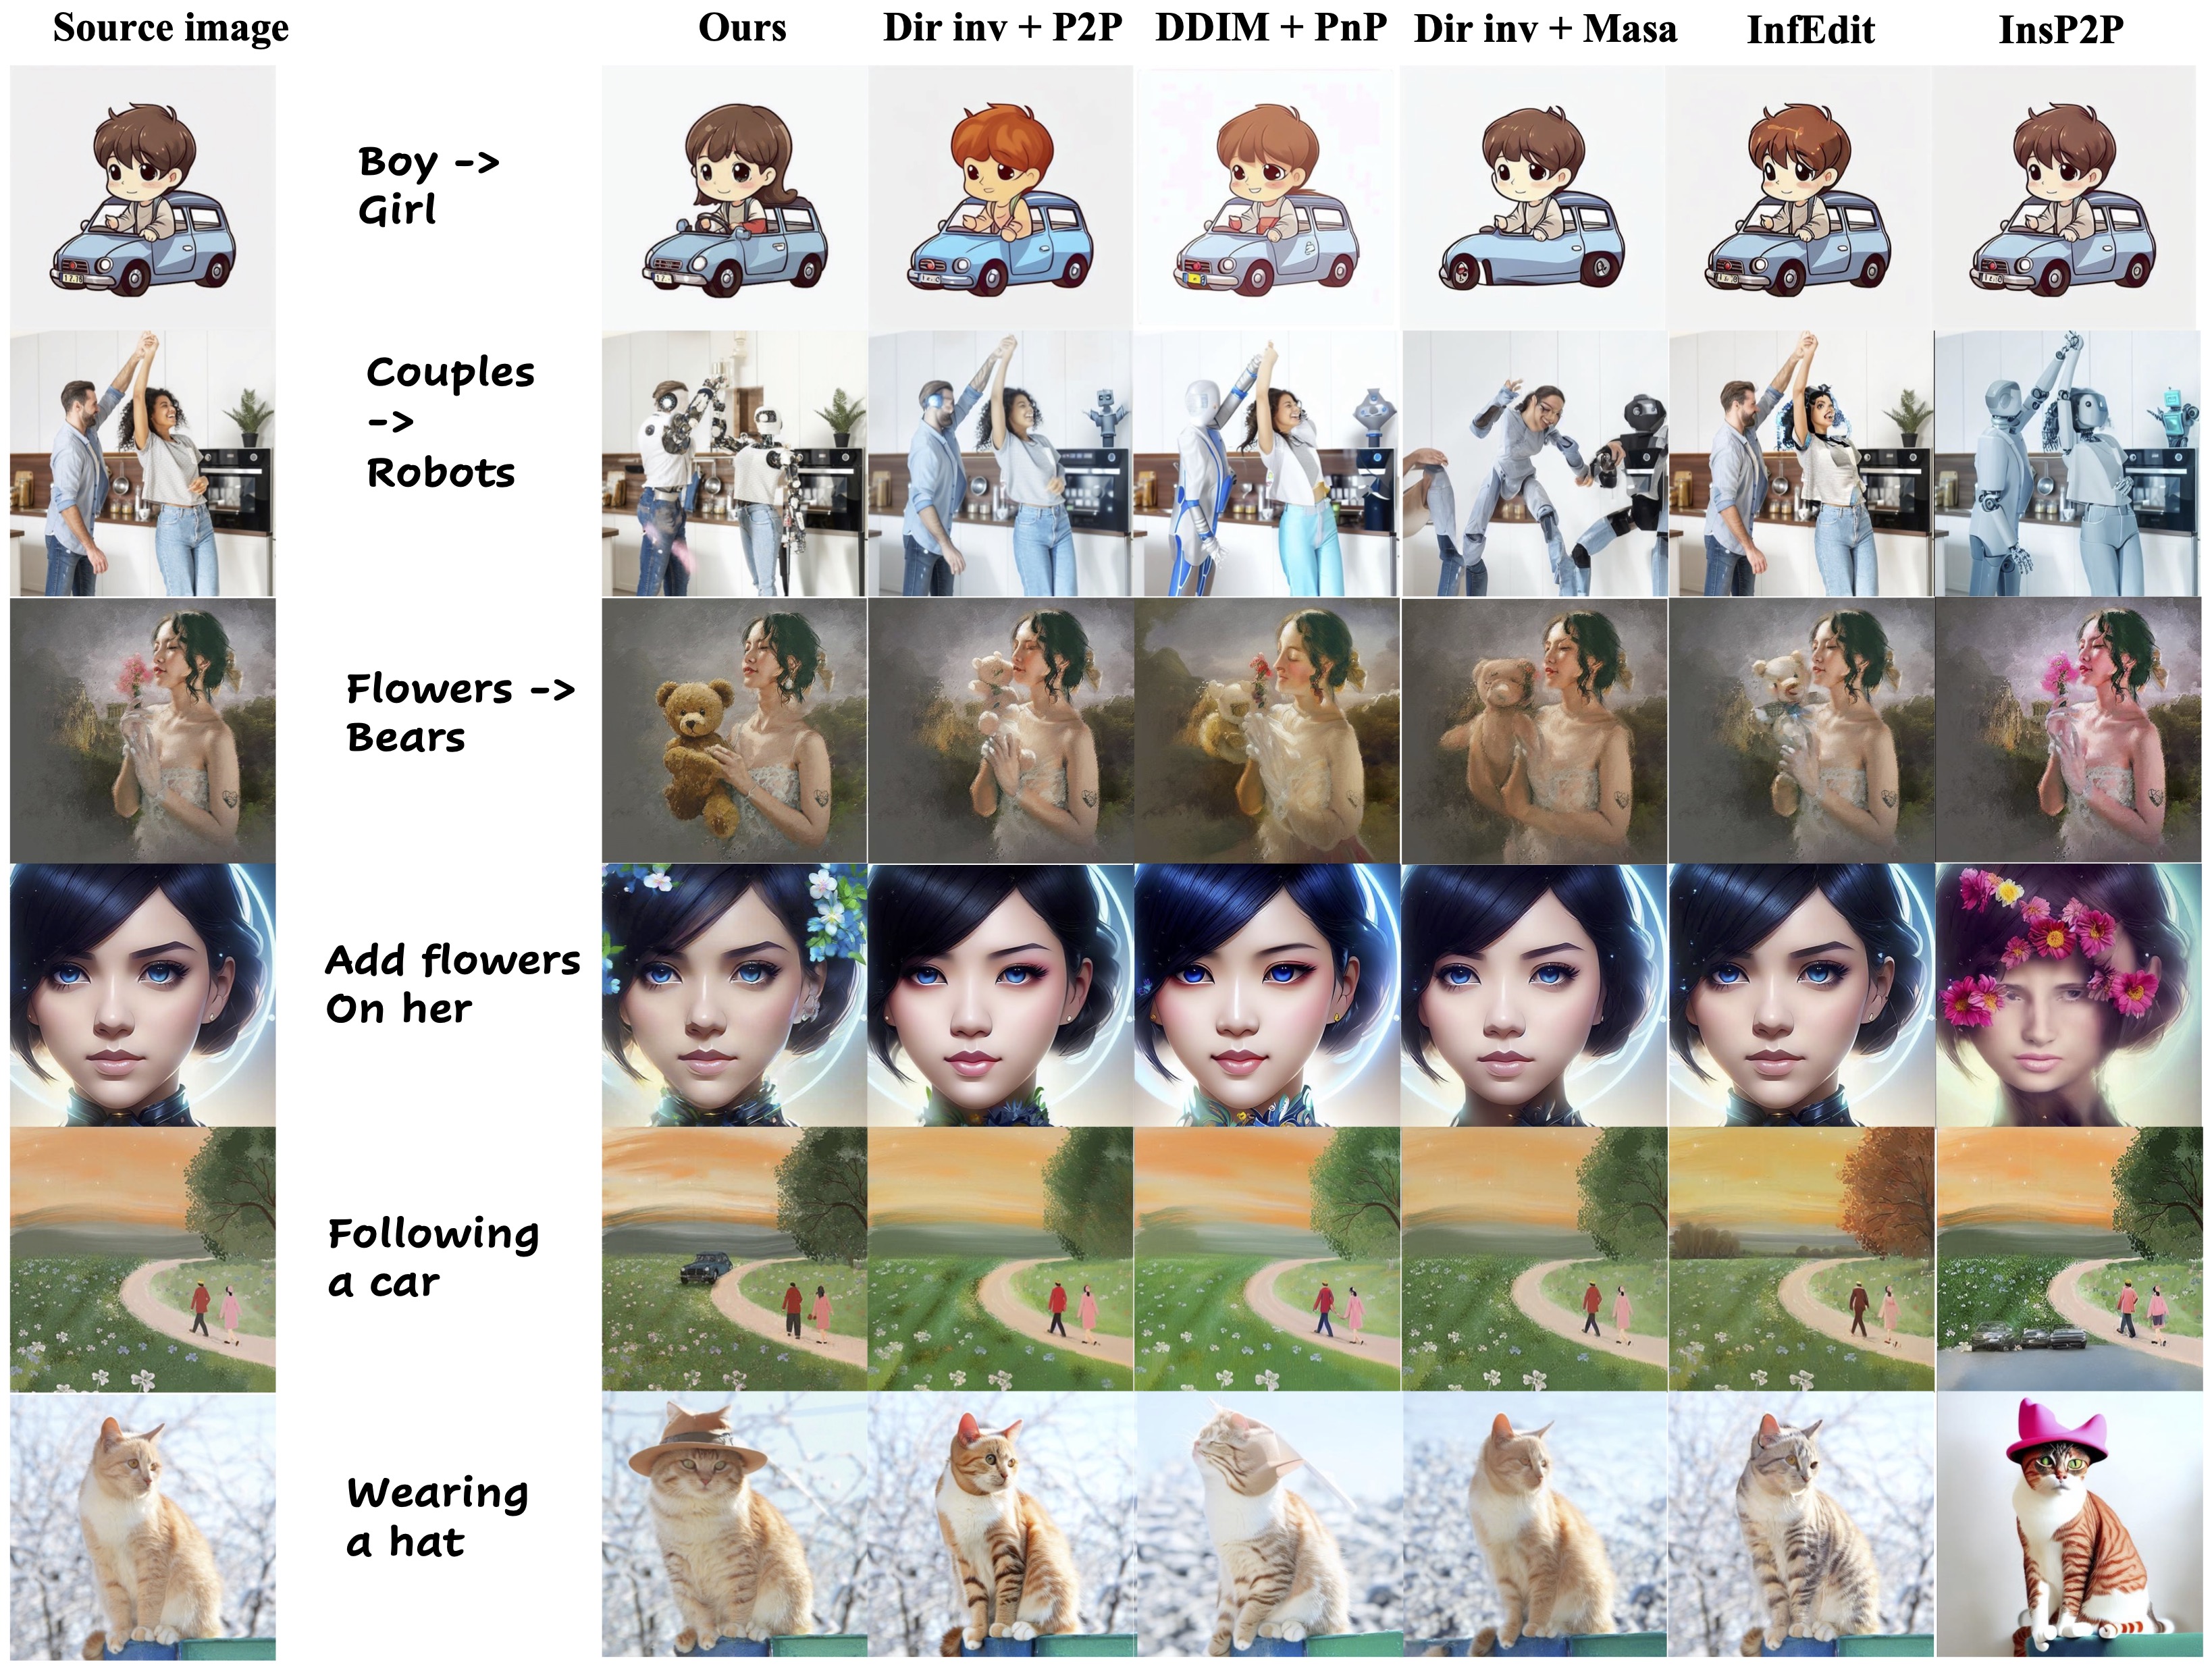 Source image Ours Dir inv + P2P DDIM + PnP Dir inv + Masa InfEdit InsP2P
Boy ->
Girl
Couples
->
Robots
Flowers ->
Bears
Add flowers
On her
Following
a car
Wearing
a hat